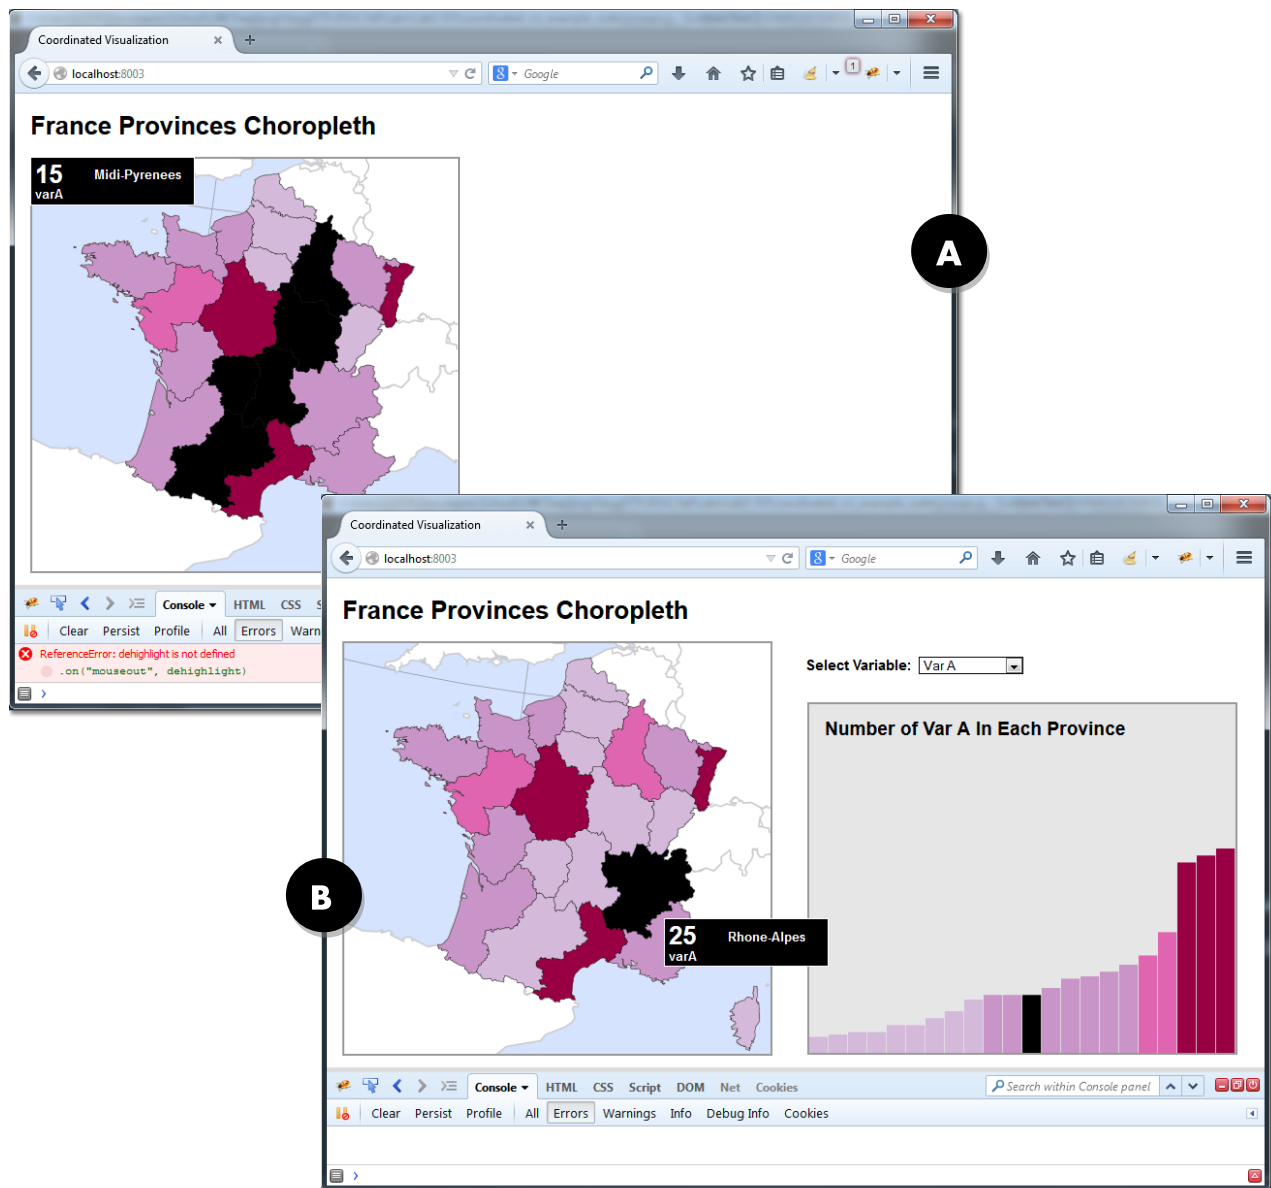 Coordinated Visualization
localhost:8003
Google
1
France Provinces Choropleth
15 Midi-Pyrenees
varA
A
Console HTML CSS S
Clear Persist Profile All Errors Warn
ReferenceError: dehighlight is not defined
.on("mouseout", dehighlight)
Coordinated Visualization
localhost:8003
Google
France Provinces Choropleth
Select Variable: Var A
Number of Var A In Each Province
B
25 Rhone-Alpes
varA
Console HTML CSS Script DOM Net Cookies
Search within Console panel
Clear Persist Profile All Errors Warnings Info Debug Info Cookies